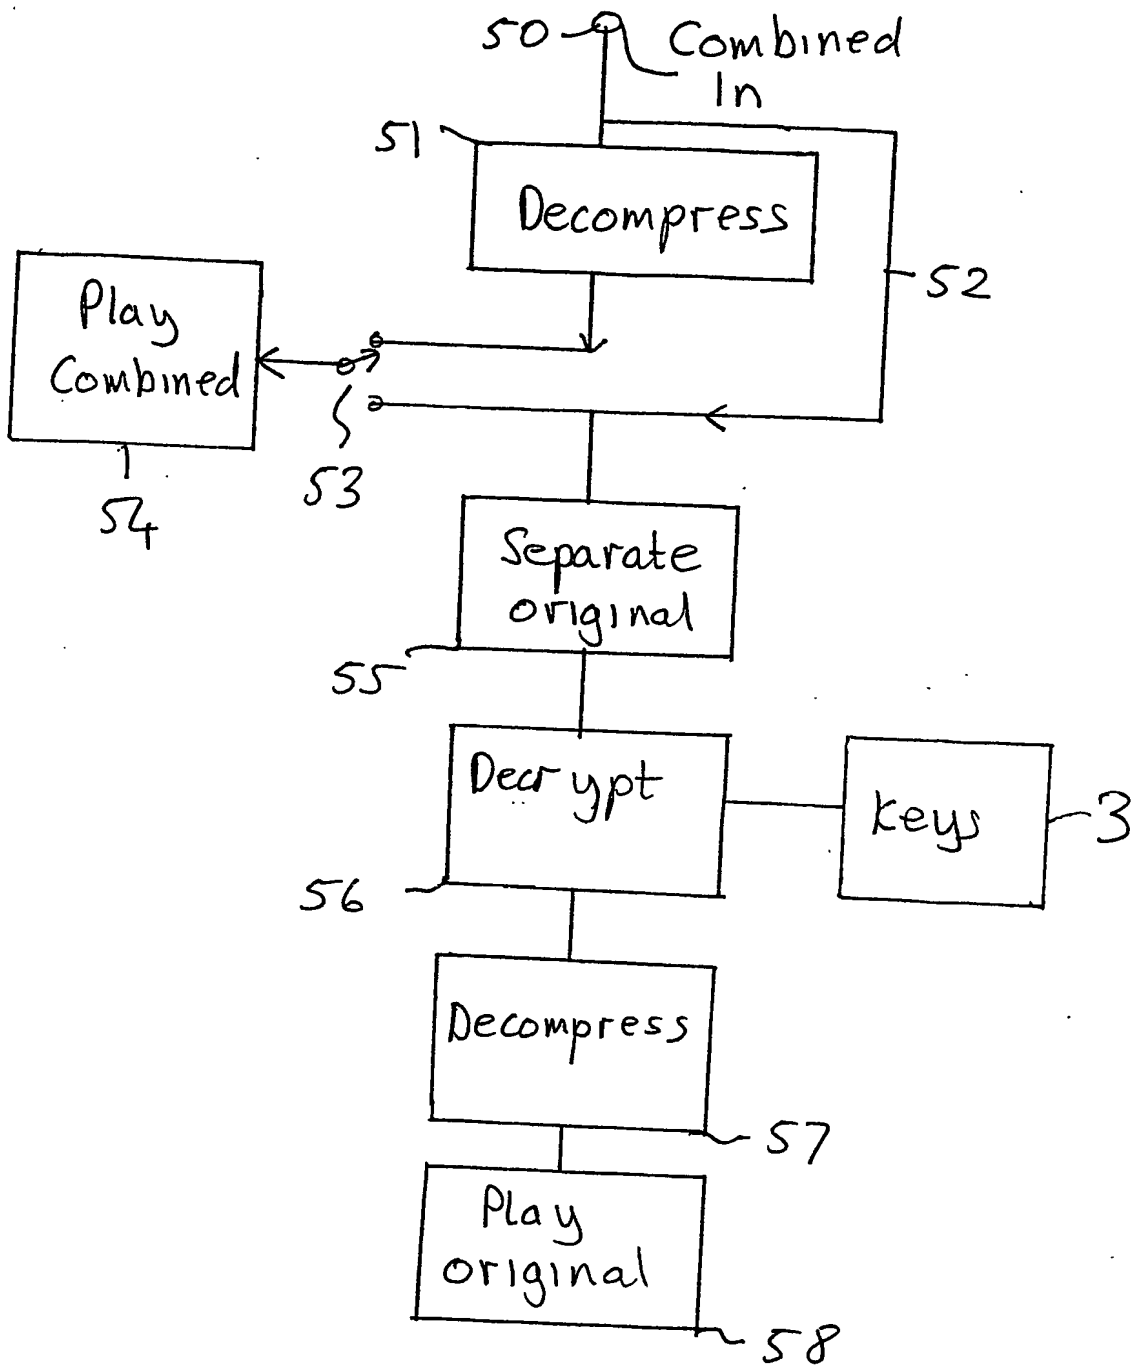 50
Combined
In
51
Decompress
52
Play
Combined
53
54
Separate
original
55
Decrypt
Keys
3
56
Decompress
57
Play
original
58